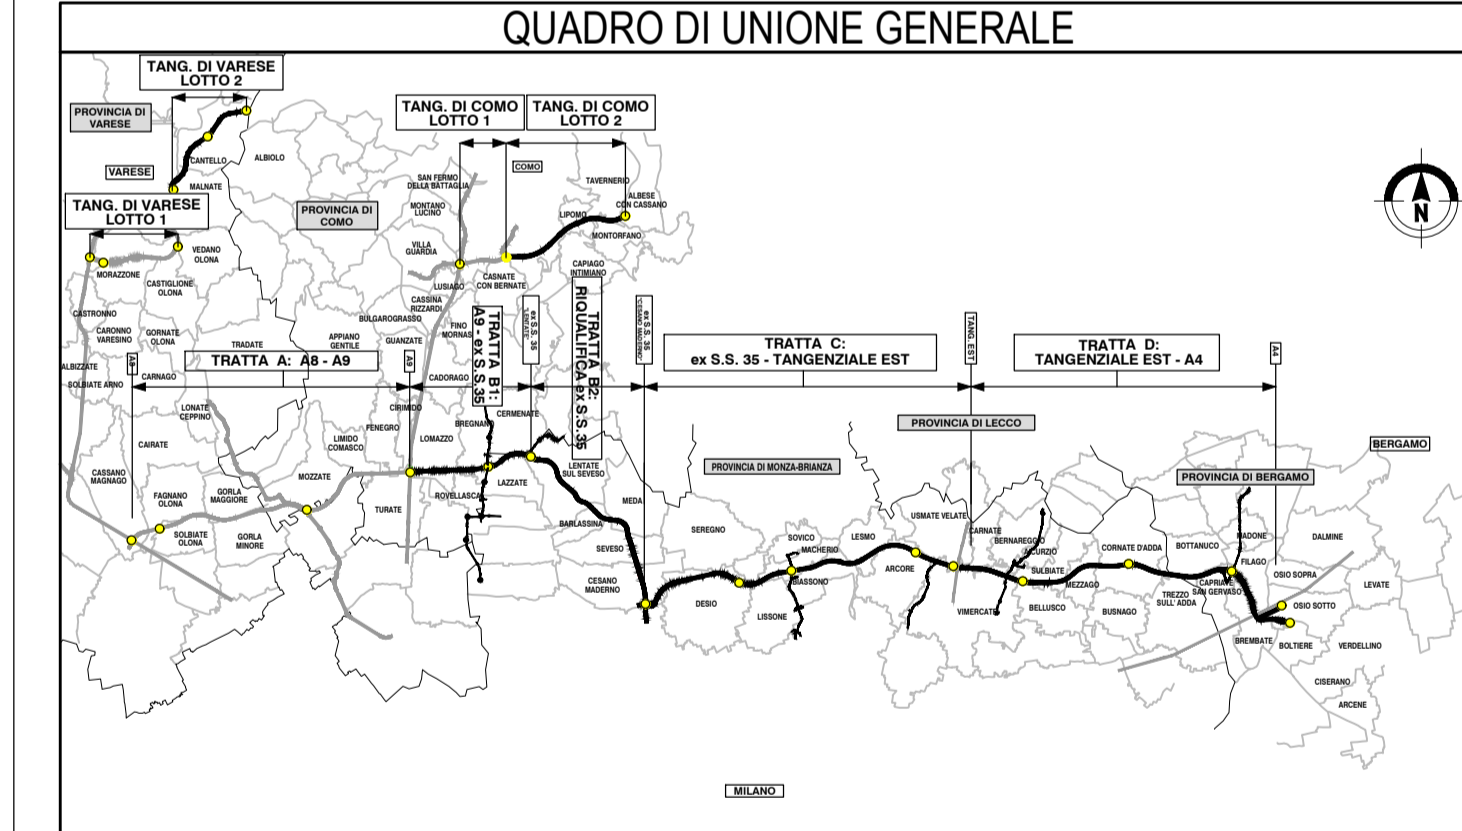 QUADRO DI UNIONE GENERALE
TANG. DI VARESE
LOTTO 2
PROVINCIA DI
VARESE
CANTELLO
ALBIOLO
VARESE
MALNATE
TANG. DI VARESE
LOTTO 1
VEDANO
OLONA
MORAZZONE
CASTIGLIONE
OLONA
PROVINCIA DI
COMO
TANG. DI COMO
LOTTO 1
TANG. DI COMO
LOTTO 2
COMO
SAN FERMO
DELLA BATTAGLIA
MONTANO
LUCINO
VILLA
GUARDIA
TAVERNERIO
ALBESE
CON CASSANO
LIPOMO
MONTORFANO
CAPIAGO
INTIMIANO
CASNATE
CON BERNATE
LUSIAGO
CASSINA
RIZZARDI
BULGAROGRASSO
FINO
MORNAS
CASTRONNO
CARONNO
VARESINO
GORNATE
OLONA
TRADATE
APPIANO
GENTILE
GUANZATE
ALBIZZATE
SOLBIATE ARNO
CARNAGO
A8
TRATTA A: A8 - A9
A9
CADORAGO
TRATTA B1:
A9 - ex S.S.35
ex S.S. 35
"LENTATE"
TRATTA B2:
RIQUALIFICA ex S.S.35
ex S.S. 35
"CESANO MADERNO"
TRATTA C:
ex S.S. 35 - TANGENZIALE EST
TANG. EST
TRATTA D:
TANGENZIALE EST - A4
A4
N
LONATE
CEPPINO
CIRIMIDO
FENEGRO
LIMIDO
COMASCO
LOMAZZO
BREGNAN
CERMENATE
CAIRATE
CASSANO
MAGNAGO
FAGNANO
OLONA
GORLA
MAGGIORE
MOZZATE
SOLBIATE
OLONA
GORLA
MINORE
TURATE
ROVELLASCA
LAZZATE
LENTATE
SUL SEVESO
MEDA
BARLASSINA
SEVESO
CESANO
MADERNO
PROVINCIA DI MONZA-BRIANZA
PROVINCIA DI LECCO
PROVINCIA DI BERGAMO
BERGAMO
SEREGNO
DESIO
SOVICO
MACHERIO
BIASSONO
LISSONE
LESMO
ARCORE
USMATE VELATE
CARNATE
BERNAREGGIO
AICURZIO
SULBIATE
VIMERCATE
MEZZAGO
BELLUSCO
BUSNAGO
CORNATE D'ADDA
TREZZO
SULL' ADDA
BOTTANUCO
MADONE
FILAGO
CAPRIATE
SAN GERVASO
DALMINE
OSIO SOPRA
LEVATE
OSIO SOTTO
BREMBATE
BOLTIERE
VERDELLINO
CISERANO
ARCENE
MILANO